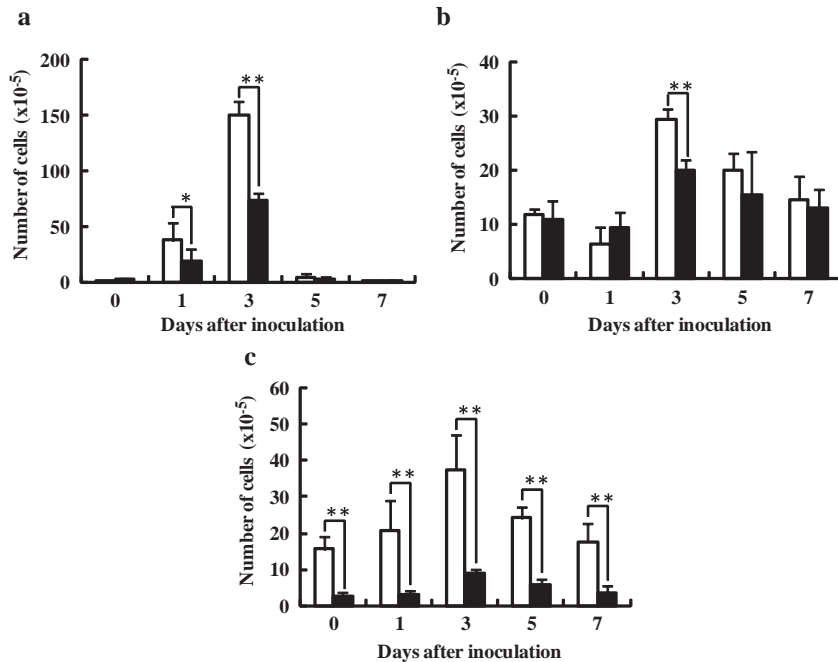 a
Number of cells (x10-5)
200
150
100
50
0
**
*
0 1 3 5 7
Days after inoculation
b
Number of cells (x10-5)
40
30
20
10
0
**
0 1 3 5 7
Days after inoculation
c
Number of cells (x10-5)
60
50
40
30
20
10
0
** ** ** ** **
0 1 3 5 7
Days after inoculation